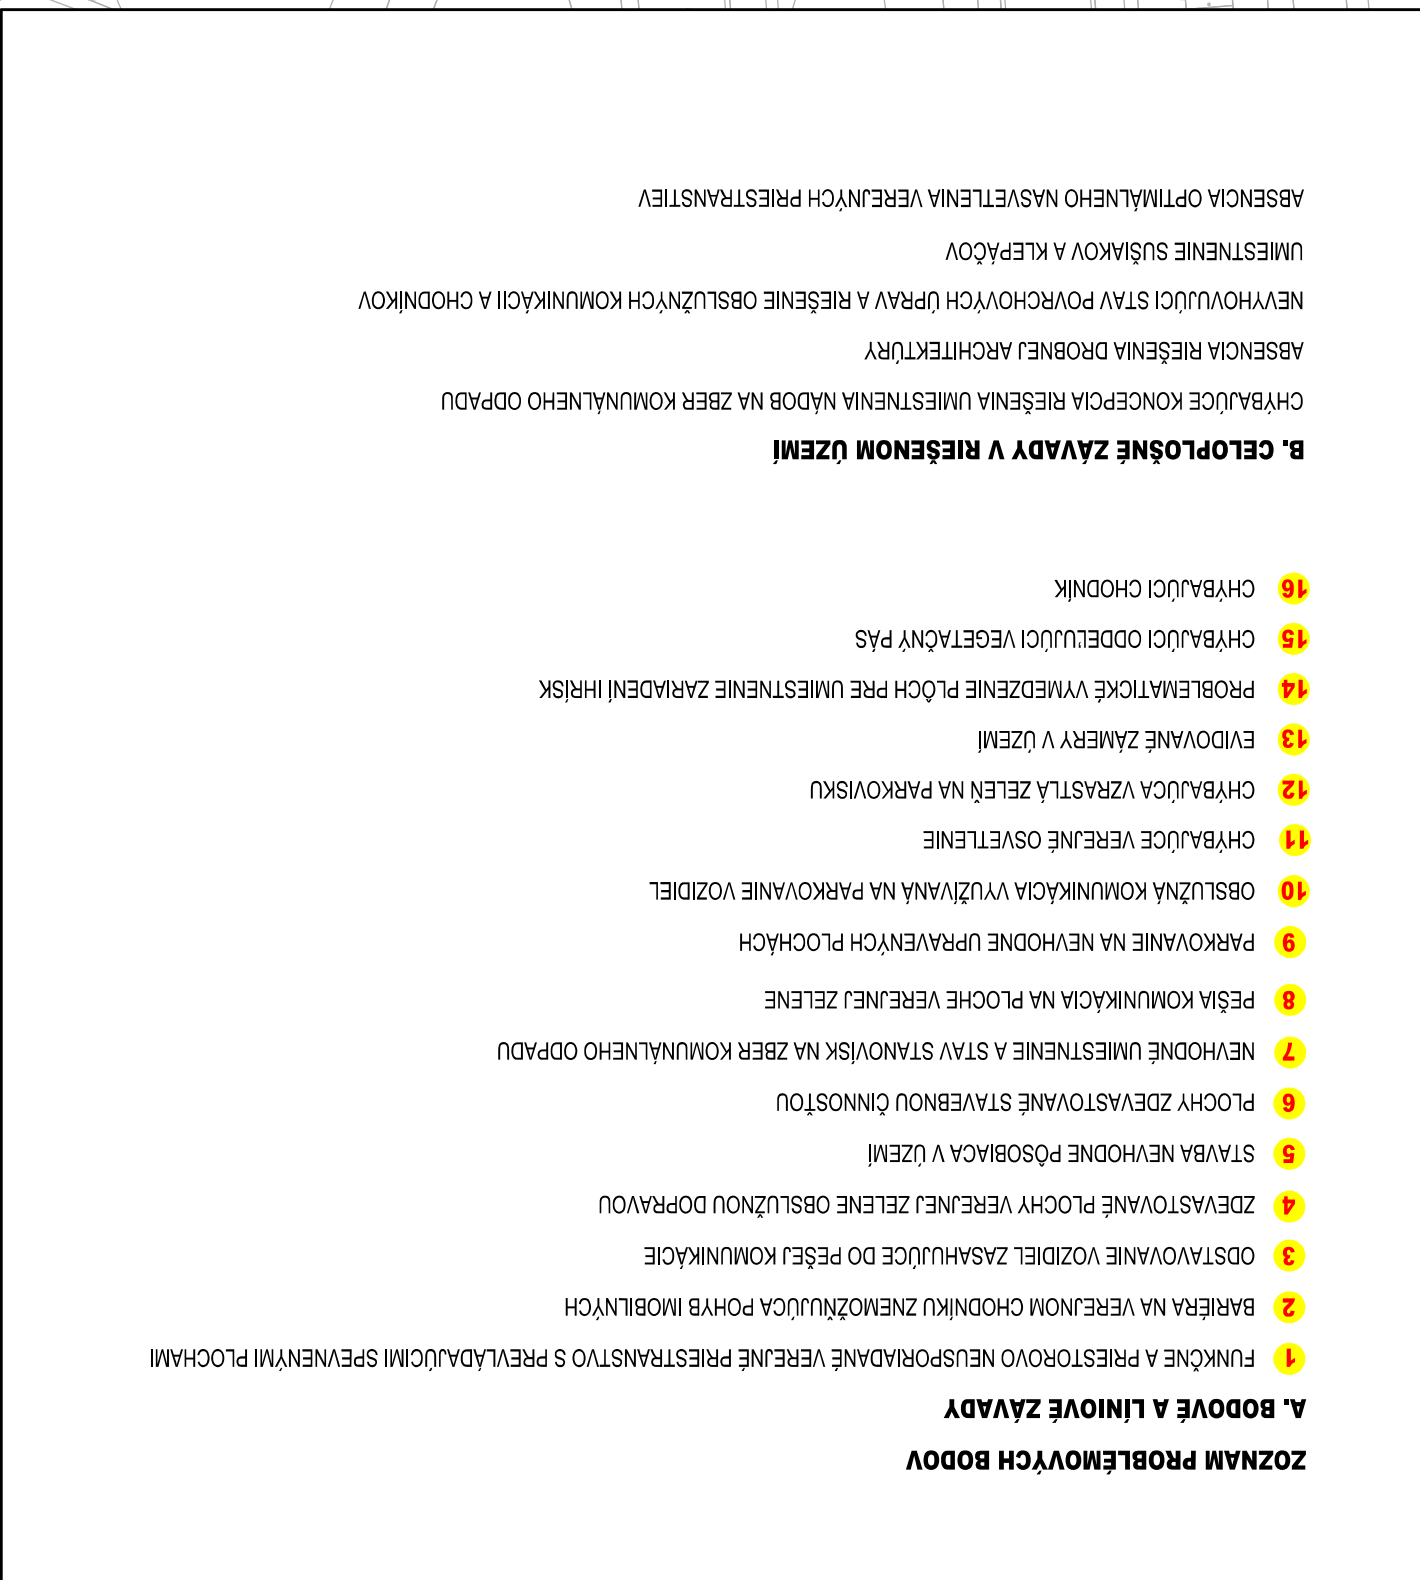 ZOZNAM PROBLÉMOVÝCH BODOV
A. BODOVÉ A LÍNIOVÉ ZÁVADY
1 FUNKČNE A PRIESTOROVO NEUSPORIADANÉ VEREJNÉ PRIESTRANSTVO S PREVLÁDAJÚCIMI SPEVNENÝMI PLOCHAMI
2 BARIÉRA NA VEREJNOM CHODNÍKU ZNEMOŽŇUJÚCA POHYB IMOBILNÝCH
3 ODSTAVOVANIE VOZIDIEL ZASAHUJÚCE DO PEŠEJ KOMUNIKÁCIE
4 ZDEVASTOVANÉ PLOCHY VEREJNEJ ZELENE OBSLUŽNOU DOPRAVOU
5 STAVBA NEVHODNE PÔSOBIACA V ÚZEMÍ
6 PLOCHY ZDEVASTOVANÉ STAVEBNOU ČINNOSŤOU
7 NEVHODNÉ UMIESTNENIE A STAV STANOVÍSK NA ZBER KOMUNÁLNEHO ODPADU
8 PEŠIA KOMUNIKÁCIA NA PLOCHE VEREJNEJ ZELENE
9 PARKOVANIE NA NEVHODNE UPRAVENÝCH PLOCHÁCH
10 OBSLUŽNÁ KOMUNIKÁCIA VYUŽÍVANÁ NA PARKOVANIE VOZIDIEL
11 CHÝBAJÚCE VEREJNÉ OSVETLENIE
12 CHÝBAJÚCA VZRASTLÁ ZELEŇ NA PARKOVISKU
13 EVIDOVANÉ ZÁMERY V ÚZEMÍ
14 PROBLEMATICKÉ VYMEDZENIE PLÔCH PRE UMIESTNENIE ZARIADENÍ IHRÍSK
15 CHÝBAJÚCI ODDEĽUJÚCI VEGETAČNÝ PÁS
16 CHÝBAJÚCI CHODNÍK
B. CELOPLOŠNÉ ZÁVADY V RIEŠENOM ÚZEMÍ
CHÝBAJÚCE KONCEPCIA RIEŠENIA UMIESTNENIA NÁDOB NA ZBER KOMUNÁLNEHO ODPADU
ABSENCIA RIEŠENIA DROBNEJ ARCHITEKTÚRY
NEVYHOVUJÚCI STAV POVRCHOVÝCH ÚPRAV A RIEŠENIE OBSLUŽNÝCH KOMUNIKÁCII A CHODNÍKOV
UMIESTNENIE SUŠIAKOV A KLEPÁČOV
ABSENCIA OPTIMÁLNEHO NASVETLENIA VEREJNÝCH PRIESTRANSTIEV